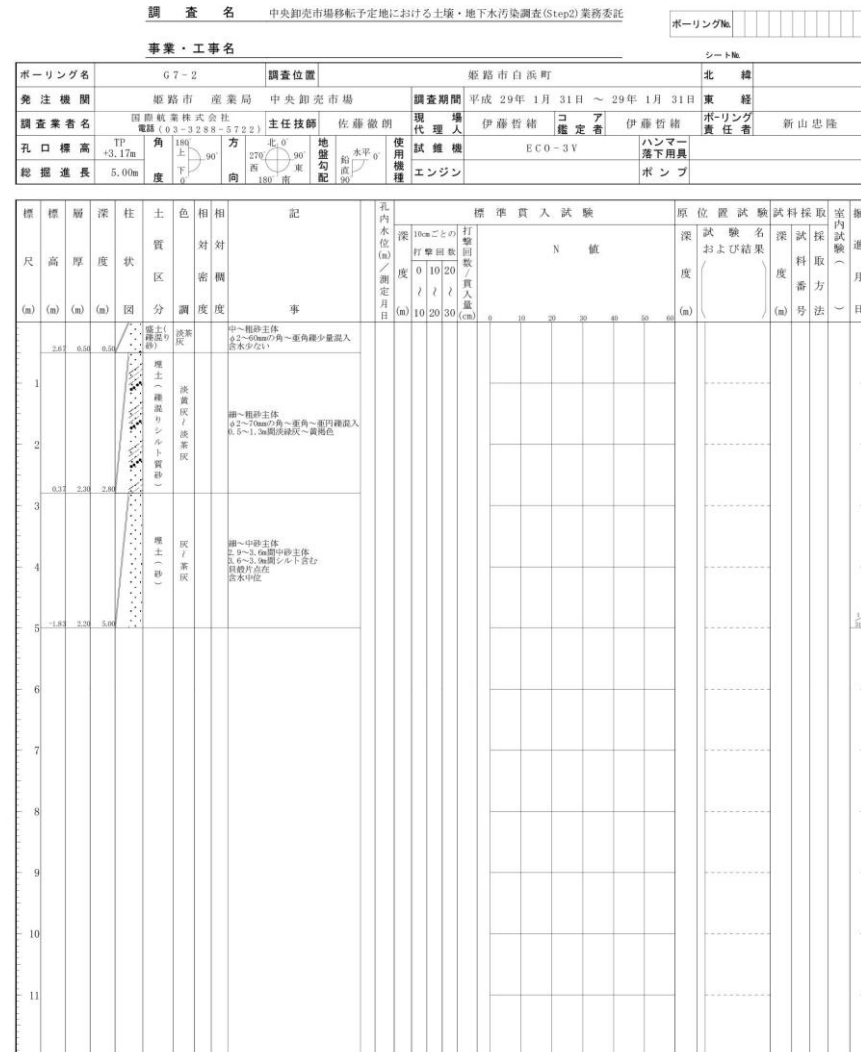 調 査 名 中央卸売市場移転予定地における土壌・地下水汚染調査(Step2)業務委託
ボーリングNo.
事業・工事名
シートNo.
ボーリング名 G7-2 調査位置 姫路市白浜町 北緯
発注機関 姫路市 産業局 中央卸売市場 調査期間 平成 29年 1月 31日 ～ 29年 1月 31日 東経
調査業者名 国際航業株式会社 電話(03-3288-5722) 主任技師 佐藤徹朗 現場代理人 伊藤哲緒 コア鑑定者 伊藤哲緒 ボーリング責任者 新山忠隆
孔口標高 TP +3.17m 角度 180° 上 下 0° 90° 方向 北 0° 270° 西 90° 東 180° 南 地盤勾配 水平 0° 鉛直 90° 使用機種 試錐機 ECO-3V ハンマー落下用具
総掘進長 5.00m エンジン ポンプ
標尺(m) 標高(m) 層厚(m) 深度(m) 柱状図 土質区分 色調 相対密度 相対稠度 記事 孔内水位(m)/測定月日 標準貫入試験 深度(m) 10cmごとの打撃回数 0～10 10～20 20～30 打撃回数/貫入量(cm) N 値 原位置試験 深度(m) 試験名および結果 試料採取 深度(m) 試料番号 採取方法 室内試験( ) 掘進月日
0 10 20 30 40 50 60
盛土(礫混り砂) 淡茶灰 中～粗砂主体
φ2～60mmの角～亜角礫少量混入
2.67 0.50 0.50 含水少ない
1
埋土(礫混りシルト質砂) 淡黄灰～淡茶灰 細～粗砂主体
φ2～70mmの角～亜角～亜円礫混入
0.5～1.3m間淡緑灰～黄褐色
2
0.37 2.30 2.80
3
埋土(砂) 灰～茶灰 細～中砂主体
2.9～3.6m間中砂主体
3.6～3.9m間シルト含む
貝殻片点在
含水中位
4
5 -1.83 2.20 5.00
6
7
8
9
10
11